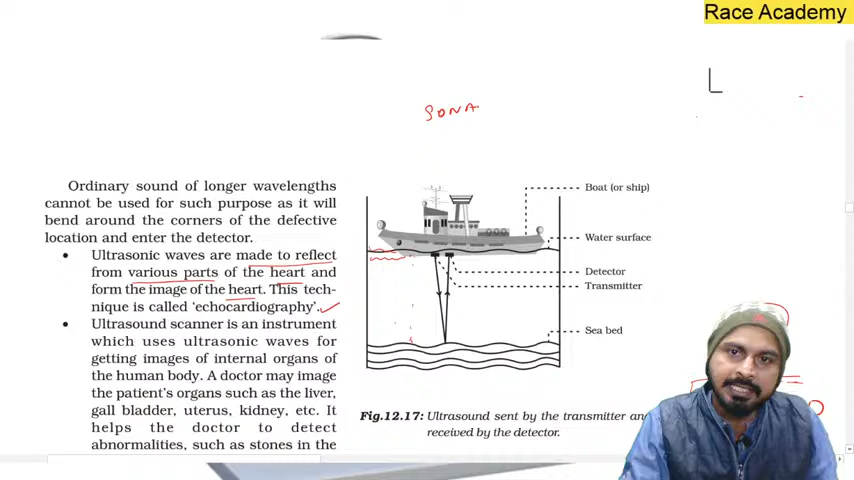 Race Academy
SONA
Ordinary sound of longer wavelengths
cannot be used for such purpose as it will
bend around the corners of the defective
location and enter the detector.
• Ultrasonic waves are made to reflect
from various parts of the heart and
form the image of the heart. This tech-
nique is called 'echocardiography'.
• Ultrasound scanner is an instrument
which uses ultrasonic waves for
getting images of internal organs of
the human body. A doctor may image
the patient's organs such as the liver,
gall bladder, uterus, kidney, etc. It
helps the doctor to detect
abnormalities, such as stones in the
Boat (or ship)
Water surface
Detector
Transmitter
Sea bed
Fig.12.17: Ultrasound sent by the transmitter an
received by the detector.